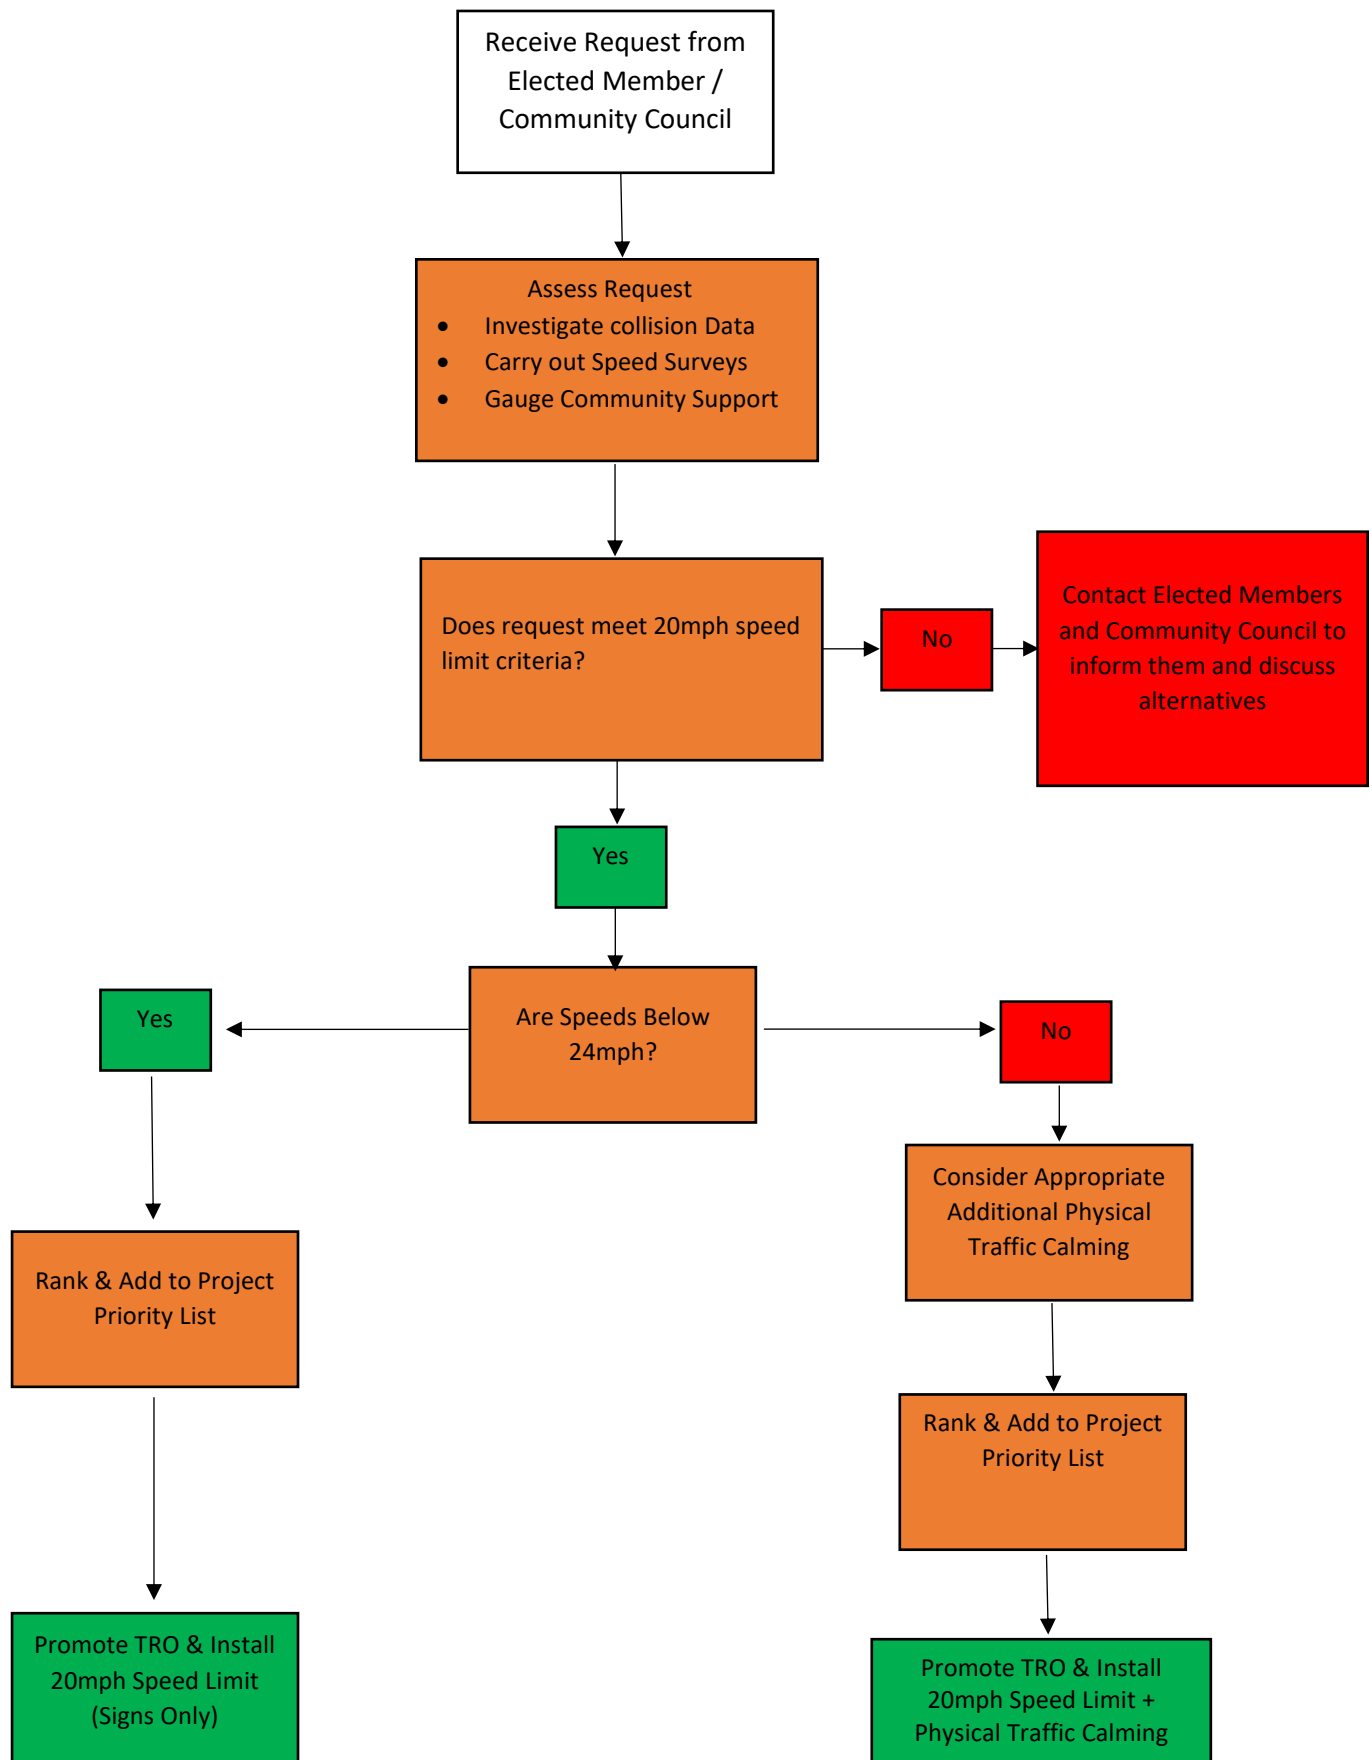 Receive Request from
Elected Member /
Community Council
Assess Request
• Investigate collision Data
• Carry out Speed Surveys
• Gauge Community Support
Does request meet 20mph speed
limit criteria?
No
Contact Elected Members
and Community Council to
inform them and discuss
alternatives
Yes
Are Speeds Below
24mph?
Yes
No
Consider Appropriate
Additional Physical
Traffic Calming
Rank & Add to Project
Priority List
Rank & Add to Project
Priority List
Promote TRO & Install
20mph Speed Limit
(Signs Only)
Promote TRO & Install
20mph Speed Limit +
Physical Traffic Calming